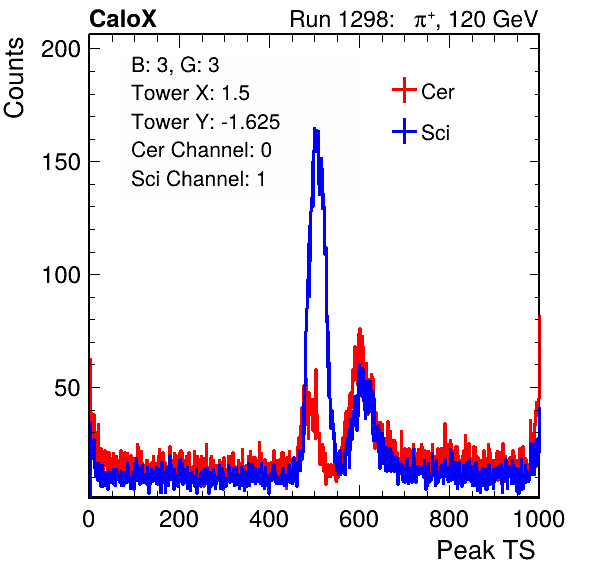 CaloX Run 1298: π⁺, 120 GeV
B: 3, G: 3
Tower X: 1.5
Tower Y: -1.625
Cer Channel: 0
Sci Channel: 1
Cer
Sci
Counts
200
150
100
50
0 200 400 600 800 1000
Peak TS